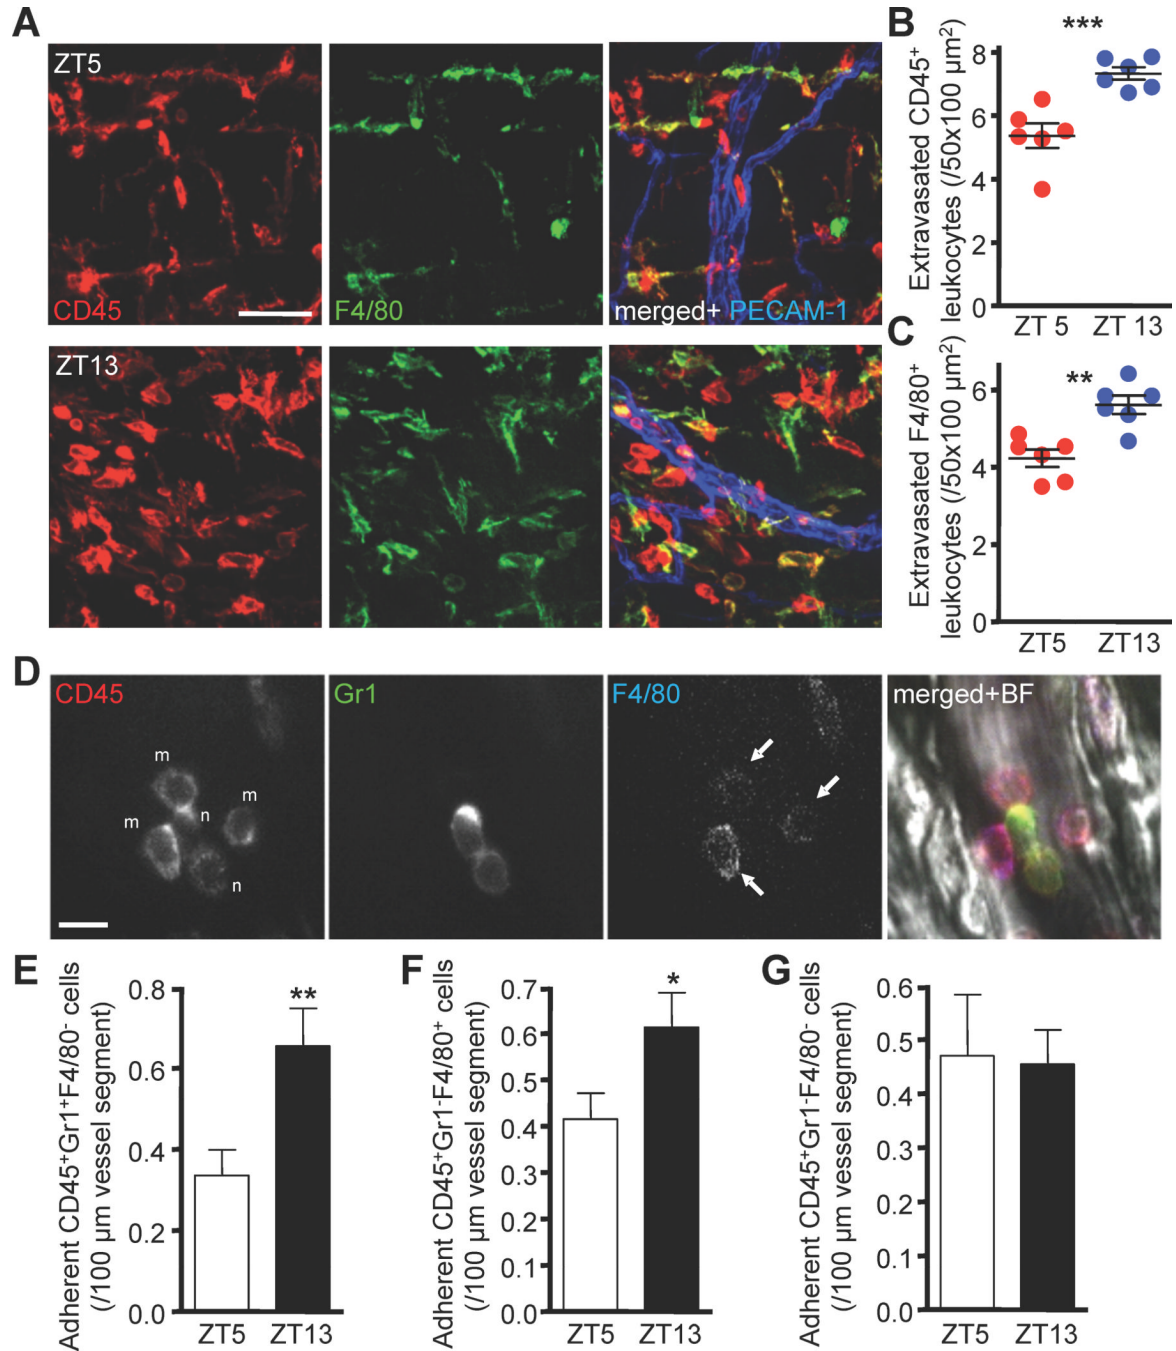 A
ZT5
CD45
F4/80
merged+ PECAM-1
ZT13
B
***
Extravasated CD45⁺
leukocytes (/50x100 µm²)
8
6
4
2
0
ZT 5 ZT 13
C
**
Extravasated F4/80⁺
leukocytes (/50x100 µm²)
6
4
2
0
ZT5 ZT13
D
CD45
m
n
m
m
n
Gr1
F4/80
merged+BF
E
Adherent CD45⁺Gr1⁺F4/80⁻ cells
(/100 µm vessel segment)
0.8
0.6
0.4
0.2
0.0
**
ZT5 ZT13
F
Adherent CD45⁺Gr1⁻F4/80⁺ cells
(/100 µm vessel segment)
0.7
0.6
0.5
0.4
0.3
0.2
0.1
0.0
*
ZT5 ZT13
G
Adherent CD45⁺Gr1⁻F4/80⁻ cells
(/100 µm vessel segment)
0.6
0.5
0.4
0.3
0.2
0.1
0.0
ZT5 ZT13